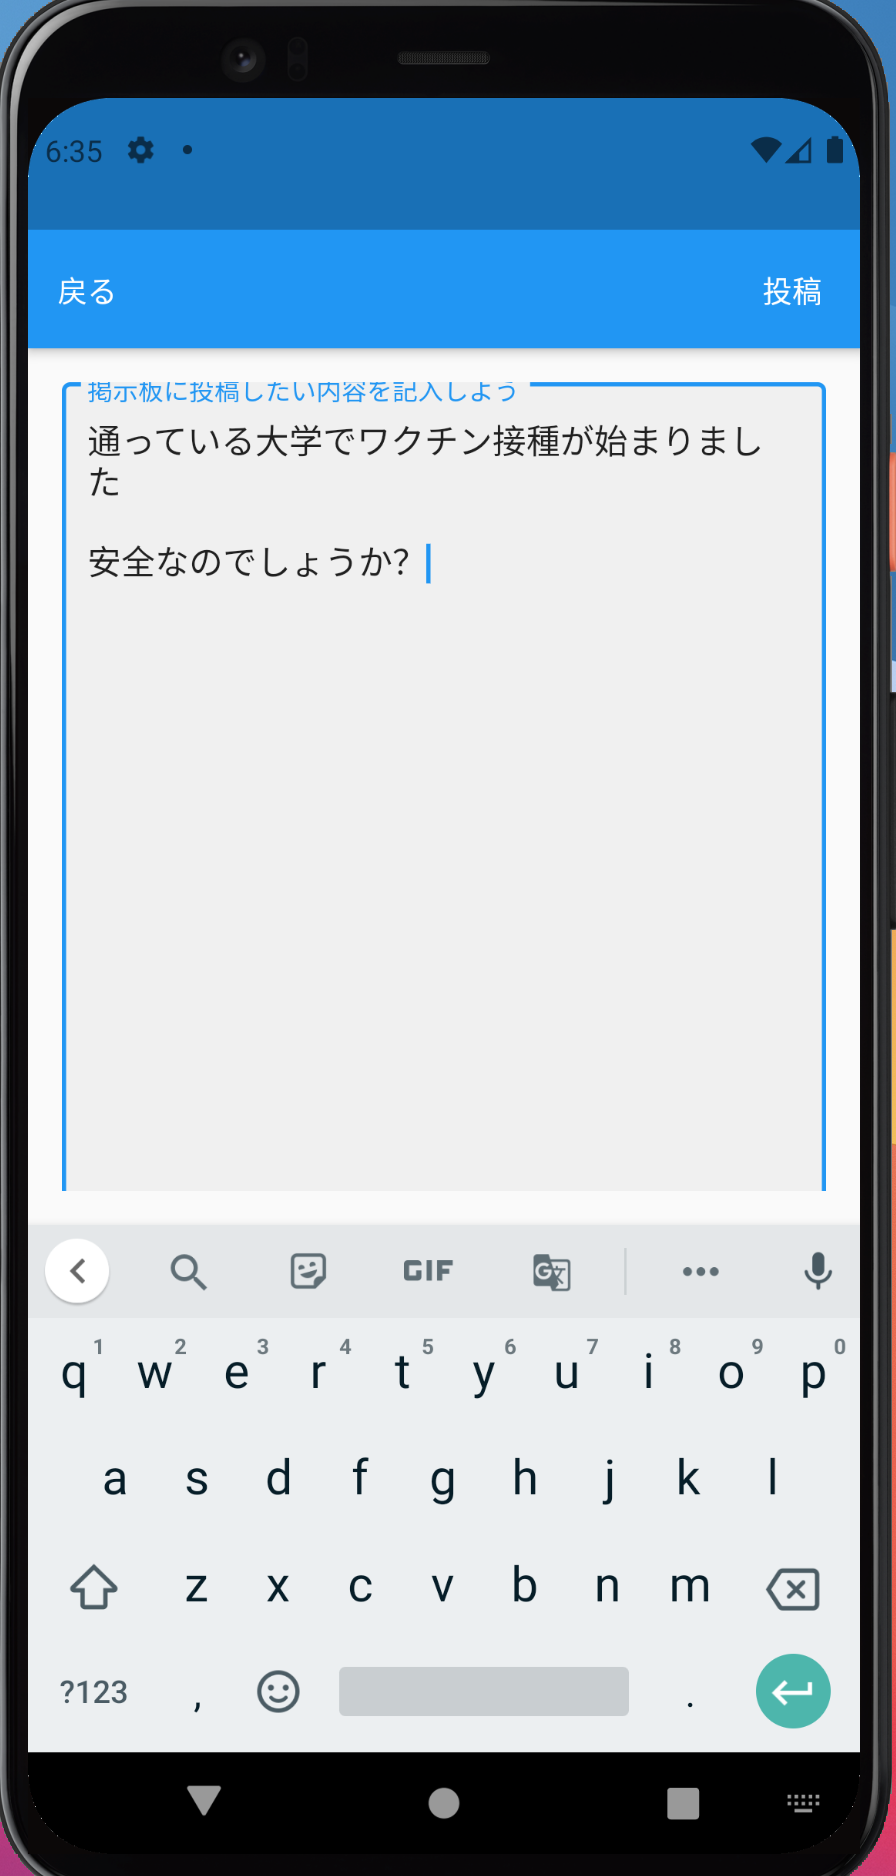 6:35
戻る
投稿
掲示板に投稿したい内容を記入しよう
通っている大学でワクチン接種が始まりまし
た
安全なのでしょうか?
GIF
G文
1 2 3 4 5 6 7 8 9 0
q w e r t y u i o p
a s d f g h j k l
z x c v b n m
?123 , .